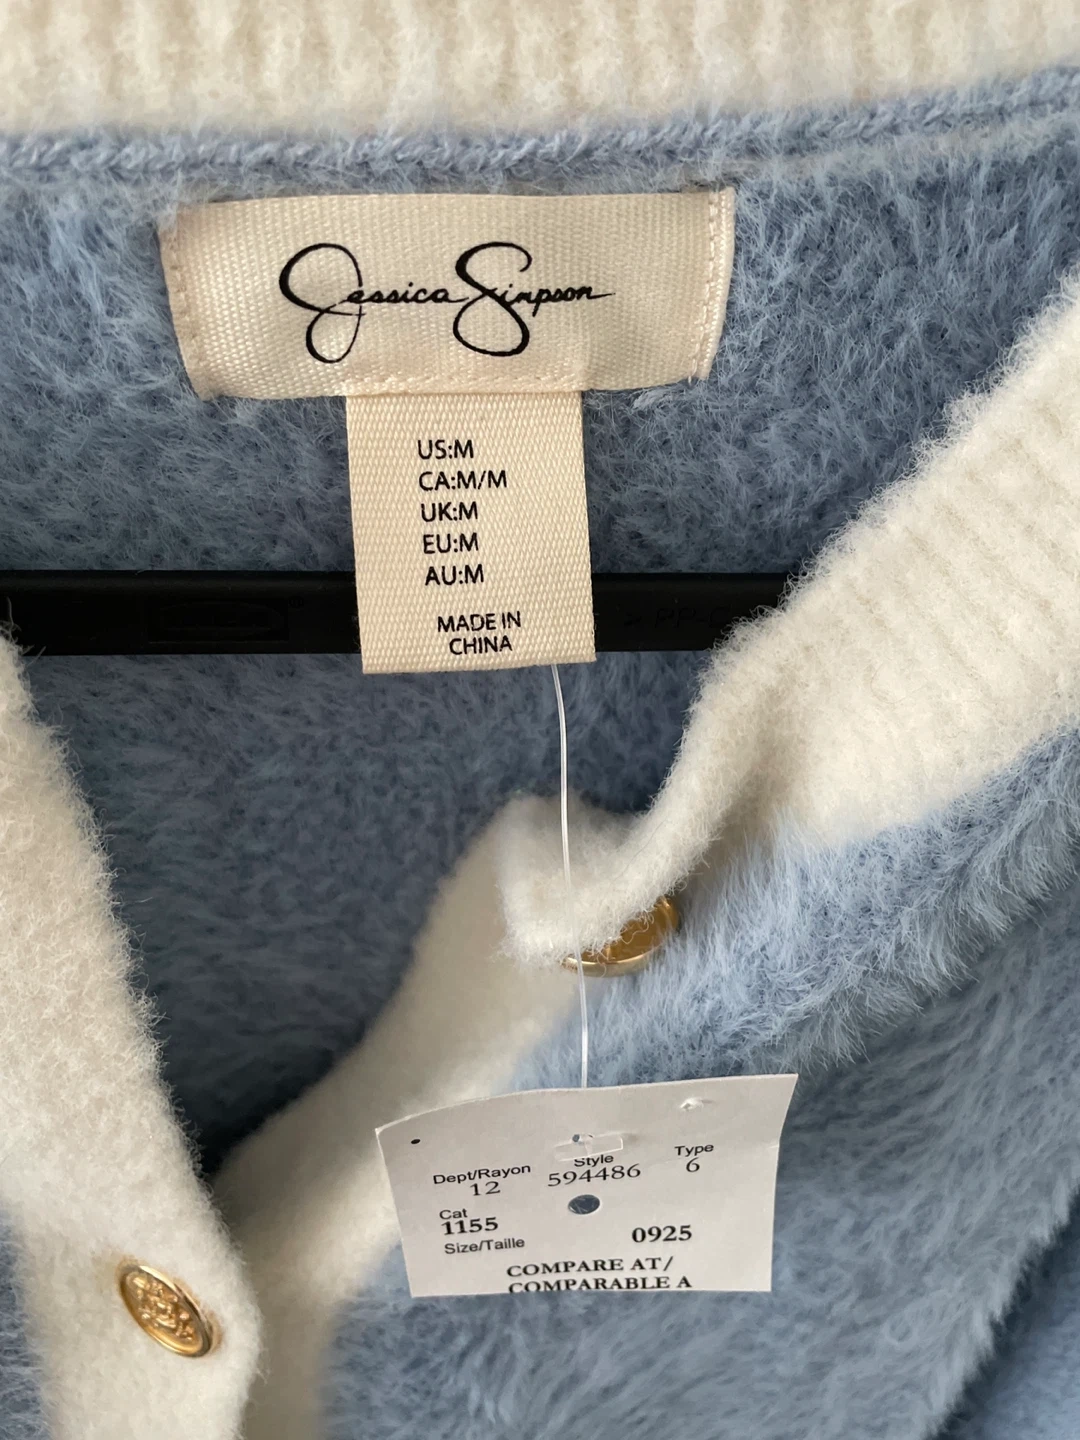 Jessica Simpson
US:M
CA:M/M
UK:M
EU:M
AU:M
MADE IN
CHINA
Dept/Rayon Style Type
12 594486 6
Cat
1155 0925
Size/Taille
COMPARE AT/
COMPARABLE A